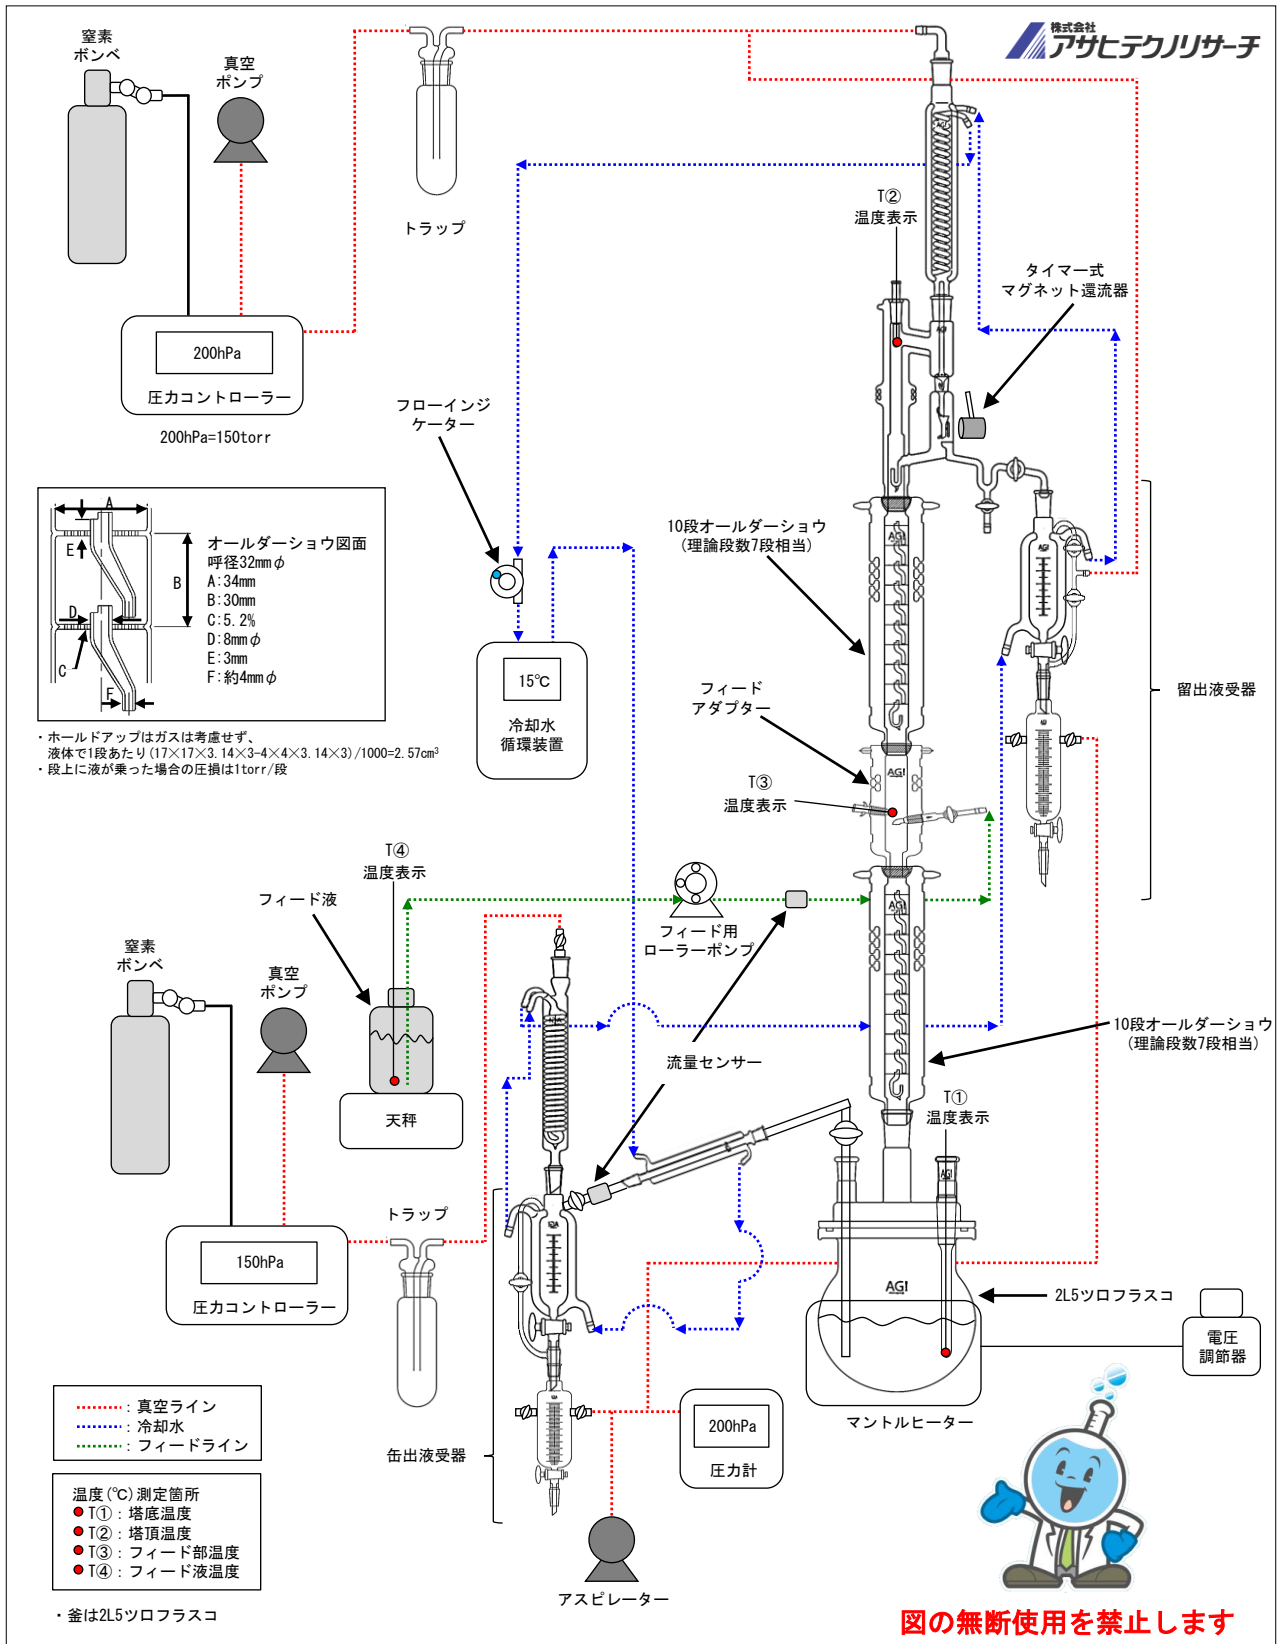 株式会社
アサヒテクノリサーチ
窒素
ボンベ
真空
ポンプ
トラップ
200hPa
圧力コントローラー
200hPa=150torr
T②
温度表示
タイマー式
マグネット還流器
フローインジ
ケーター
A
E
B
D
C
F
オールダーショウ図面
呼径32mmφ
A:34mm
B:30mm
C:5.2%
D:8mmφ
E:3mm
F:約4mmφ
・ホールドアップはガスは考慮せず、
液体で1段あたり(17×17×3.14×3-4×4×3.14×3)/1000=2.57cm³
・段上に液が乗った場合の圧損は1torr/段
15℃
冷却水
循環装置
10段オールダーショウ
(理論段数7段相当)
フィード
アダプター
T③
温度表示
留出液受器
AGI
AGI
AGI
AGI
AGI
T④
温度表示
フィード液
フィード用
ローラーポンプ
窒素
ボンベ
真空
ポンプ
天秤
流量センサー
10段オールダーショウ
(理論段数7段相当)
T①
温度表示
AGI
トラップ
150hPa
圧力コントローラー
AGI
2L5ツロフラスコ
電圧
調節器
マントルヒーター
200hPa
圧力計
缶出液受器
アスピレーター
：真空ライン
：冷却水
：フィードライン
温度(℃)測定箇所
T①：塔底温度
T②：塔頂温度
T③：フィード部温度
T④：フィード液温度
・釜は2L5ツロフラスコ
図の無断使用を禁止します